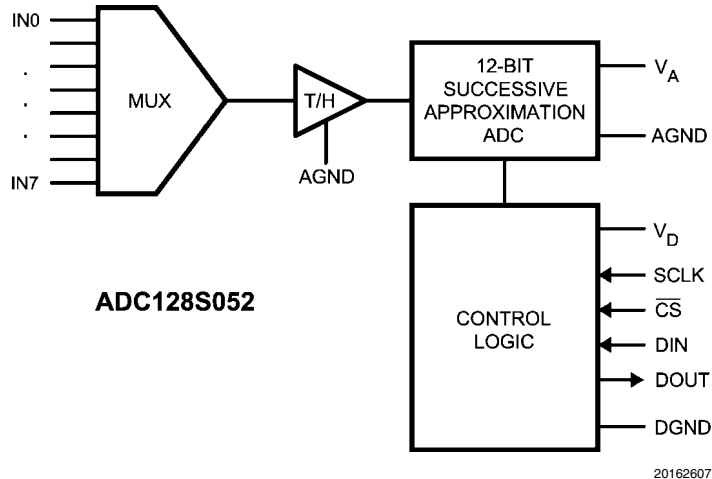 IN0
.
.
.
IN7
MUX
T/H
AGND
12-BIT
SUCCESSIVE
APPROXIMATION
ADC
VA
AGND
CONTROL
LOGIC
VD
SCLK
C̅S̅
DIN
DOUT
DGND
ADC128S052
20162607